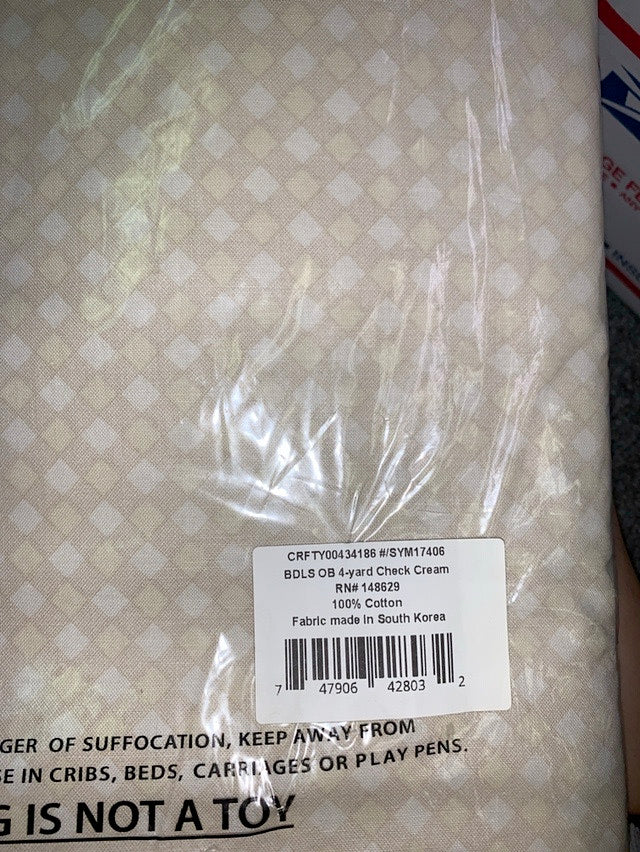 CRFTY00434186 #/SYM17406
BDLS OB 4-yard Check Cream
RN# 148629
100% Cotton
Fabric made in South Korea
7 47906 42803 2
GER OF SUFFOCATION, KEEP AWAY FROM
SE IN CRIBS, BEDS, CARRIAGES OR PLAY PENS.
G IS NOT A TOY